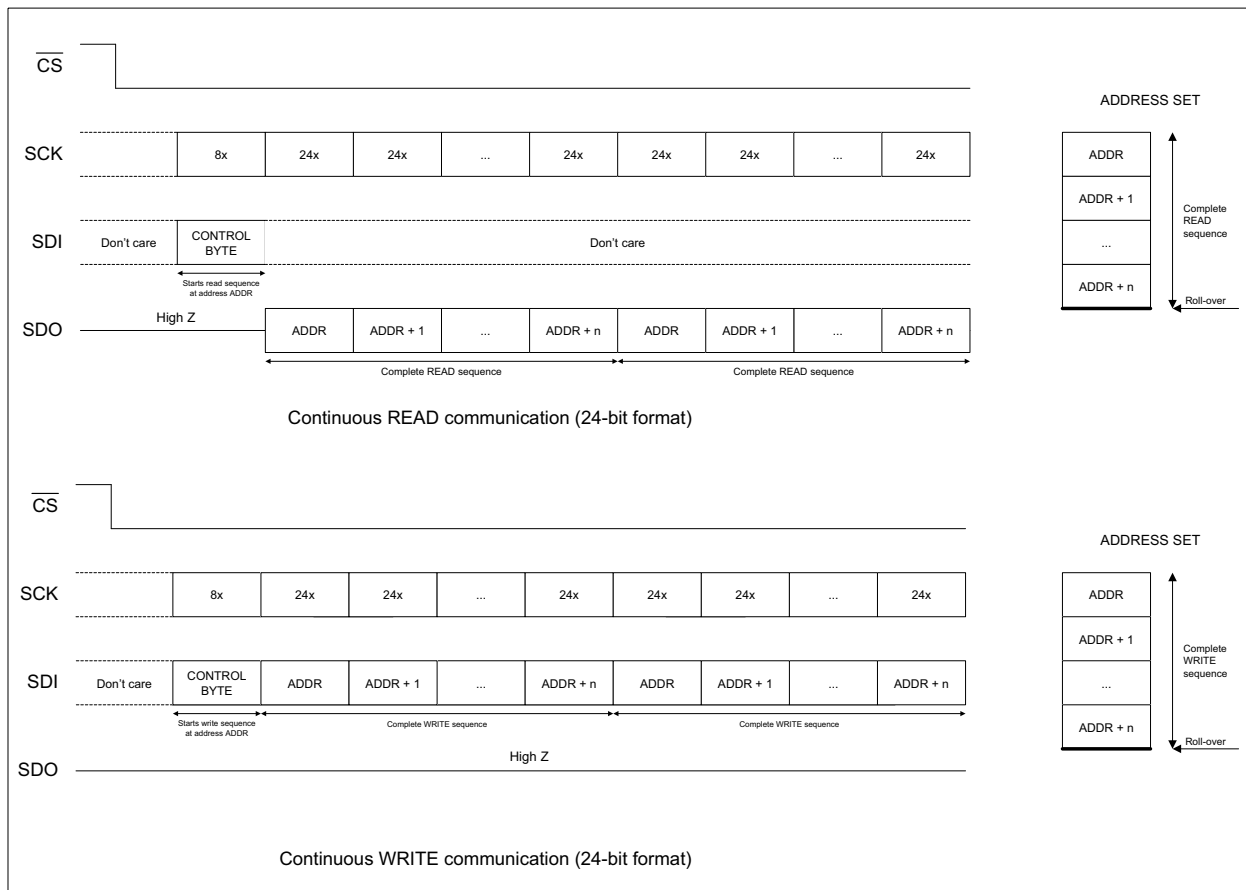 CS
ADDRESS SET
SCK
8x
24x
24x
...
24x
24x
24x
...
24x
ADDR
ADDR + 1
...
ADDR + n
Complete
READ
sequence
Roll-over
SDI
Don't care
CONTROL
BYTE
Don't care
Starts read sequence
at address ADDR
SDO
High Z
ADDR
ADDR + 1
...
ADDR + n
ADDR
ADDR + 1
...
ADDR + n
Complete READ sequence
Complete READ sequence
Continuous READ communication (24-bit format)
CS
ADDRESS SET
SCK
8x
24x
24x
...
24x
24x
24x
...
24x
ADDR
ADDR + 1
...
ADDR + n
Complete
WRITE
sequence
Roll-over
SDI
Don't care
CONTROL
BYTE
ADDR
ADDR + 1
...
ADDR + n
ADDR
ADDR + 1
...
ADDR + n
Starts write sequence
at address ADDR
Complete WRITE sequence
Complete WRITE sequence
SDO
High Z
Continuous WRITE communication (24-bit format)